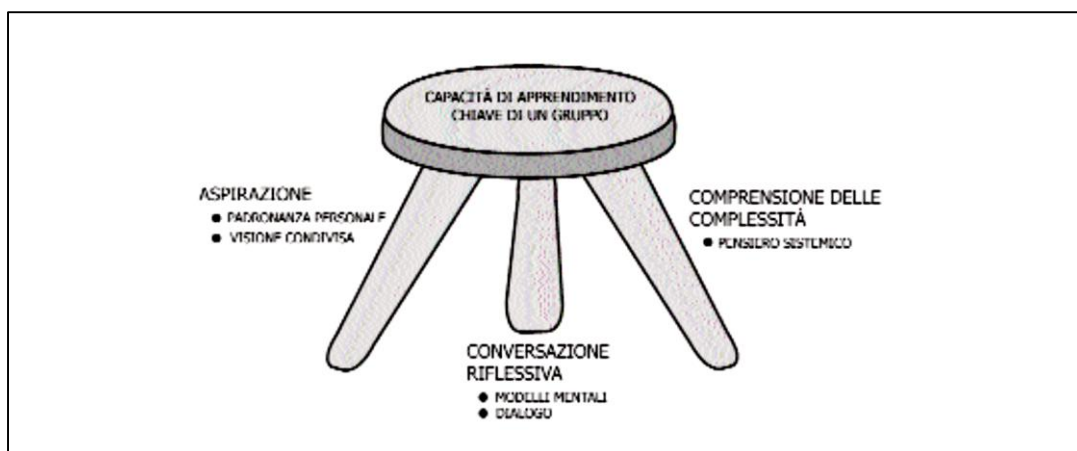 CAPACITÀ DI APPRENDIMENTO
CHIAVE DI UN GRUPPO
ASPIRAZIONE
● PADRONANZA PERSONALE
● VISIONE CONDIVISA
COMPRENSIONE DELLE
COMPLESSITÀ
● PENSIERO SISTEMICO
CONVERSAZIONE
RIFLESSIVA
● MODELLI MENTALI
● DIALOGO